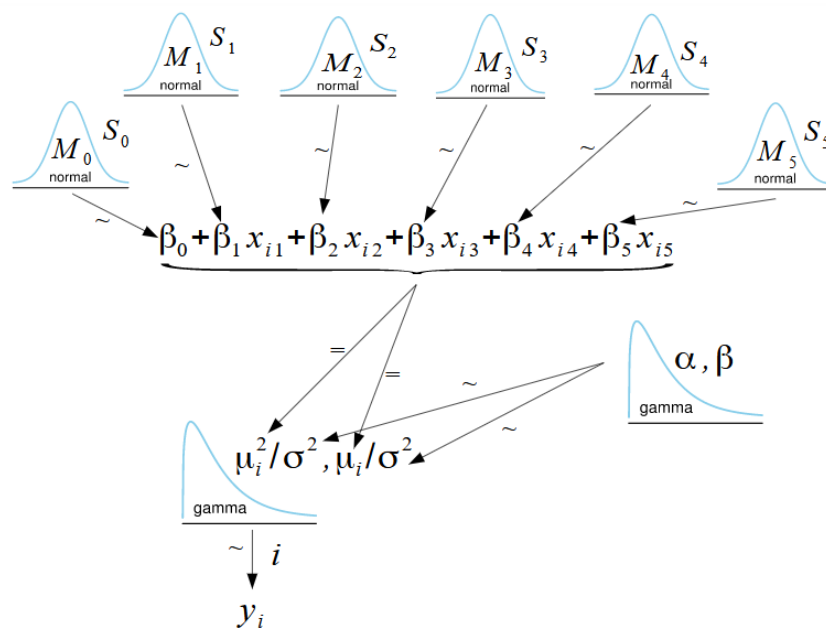 M₁ S₁
normal
M₂ S₂
normal
M₃ S₃
normal
M₄ S₄
normal
M₀ S₀
normal
M₅ S₅
normal
~ ~ ~ ~ ~ ~
β₀+β₁xᵢ₁+β₂xᵢ₂+β₃xᵢ₃+β₄xᵢ₄+β₅xᵢ₅
= =
α,β
gamma
~ ~
μᵢ²/σ²,μᵢ/σ²
gamma
~ i
yᵢ